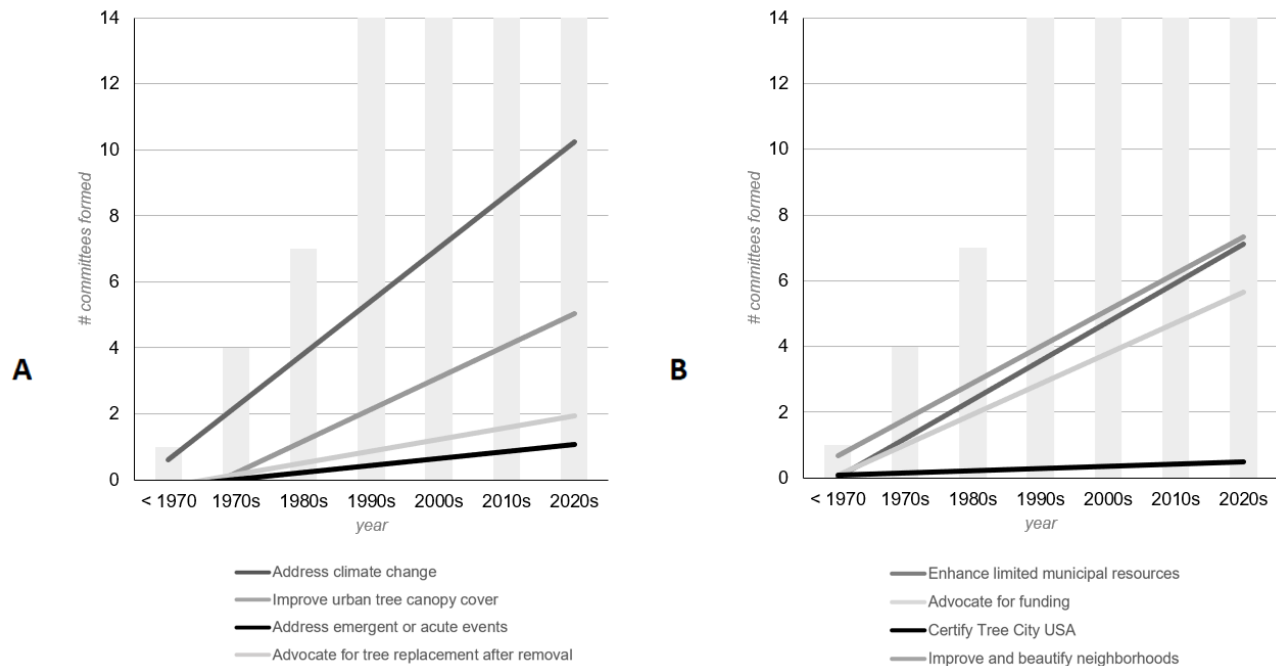 14
12
10
8
6
4
2
0
# committees formed
< 1970 1970s 1980s 1990s 2000s 2010s 2020s
year
A
Address climate change
Improve urban tree canopy cover
Address emergent or acute events
Advocate for tree replacement after removal
14
12
10
8
6
4
2
0
# committees formed
< 1970 1970s 1980s 1990s 2000s 2010s 2020s
year
B
Enhance limited municipal resources
Advocate for funding
Certify Tree City USA
Improve and beautify neighborhoods